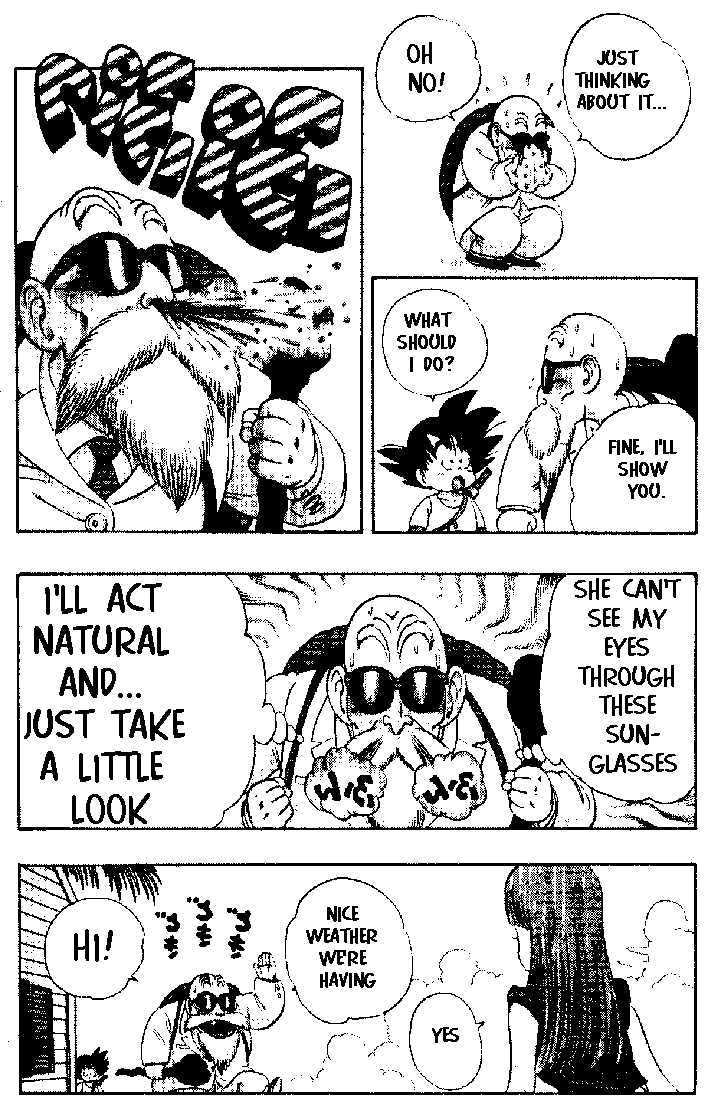 OH
NO!
JUST
THINKING
ABOUT IT...
WHAT
SHOULD
I DO?
FINE, I'LL
SHOW
YOU.
I'LL ACT
NATURAL
AND...
JUST TAKE
A LITTLE
LOOK
SHE CAN'T
SEE MY
EYES
THROUGH
THESE
SUN-
GLASSES
HI!
NICE
WEATHER
WE'RE
HAVING
YES